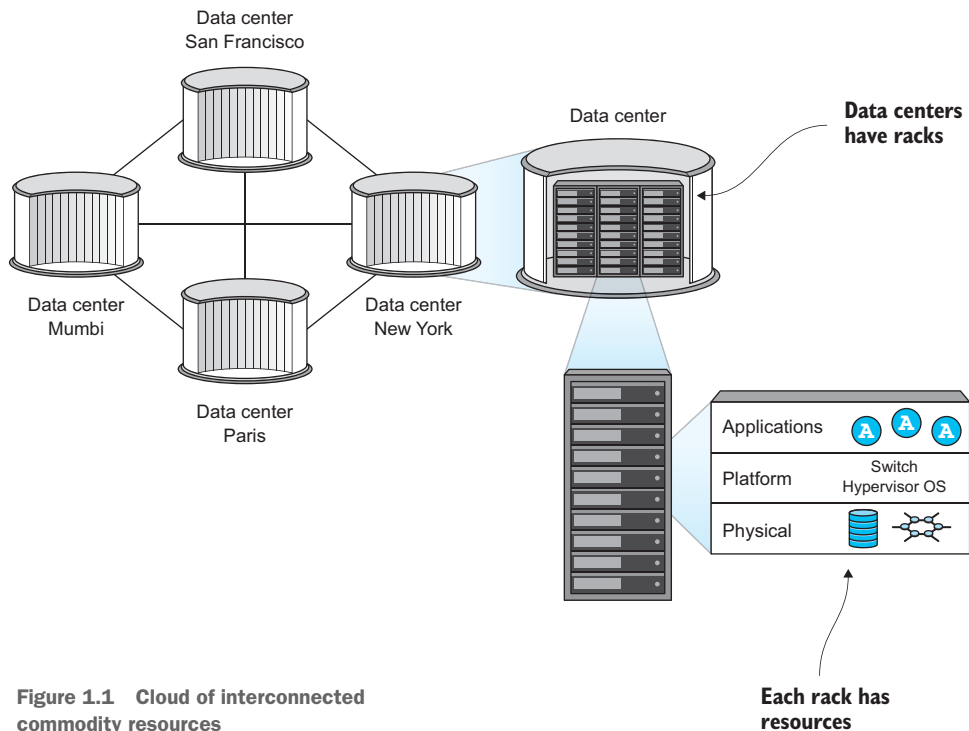 Data center
San Francisco
Data center
Mumbi
Data center
New York
Data center
Paris
Data center
Data centers
have racks
Applications
A A A
Platform
Switch
Hypervisor OS
Physical
Each rack has
resources
Figure 1.1 Cloud of interconnected
commodity resources